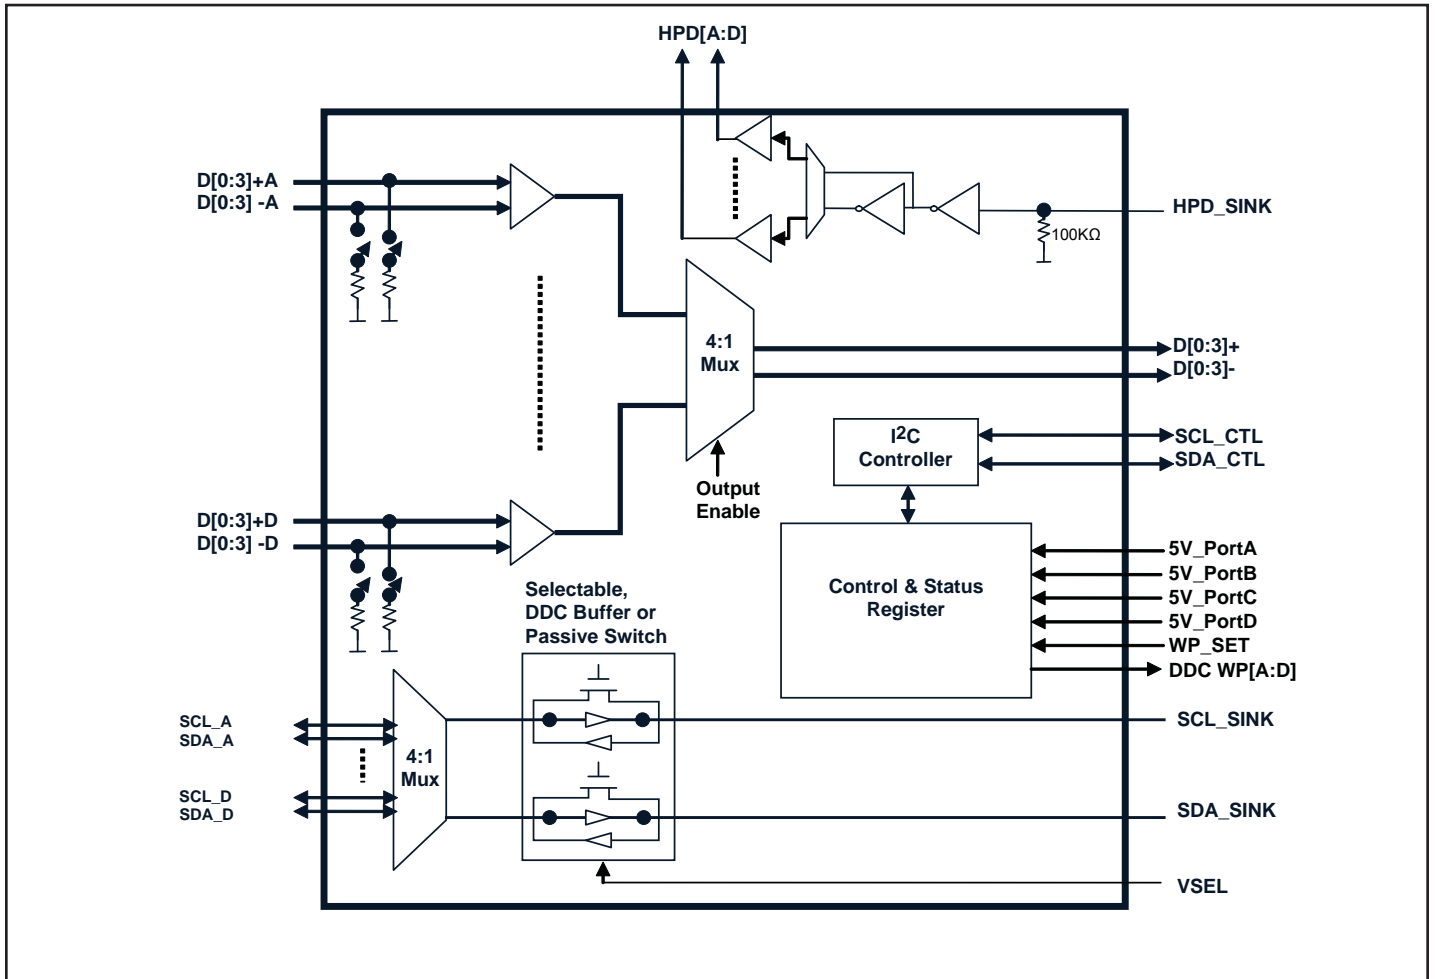 HPD[A:D]
D[0:3]+A
D[0:3] -A
HPD_SINK
100KΩ
4:1
Mux
D[0:3]+
D[0:3]-
I²C
Controller
SCL_CTL
SDA_CTL
Output
Enable
D[0:3]+D
D[0:3] -D
Control & Status
Register
5V_PortA
5V_PortB
5V_PortC
5V_PortD
WP_SET
DDC WP[A:D]
Selectable,
DDC Buffer or
Passive Switch
SCL_A
SDA_A
SCL_D
SDA_D
4:1
Mux
SCL_SINK
SDA_SINK
VSEL